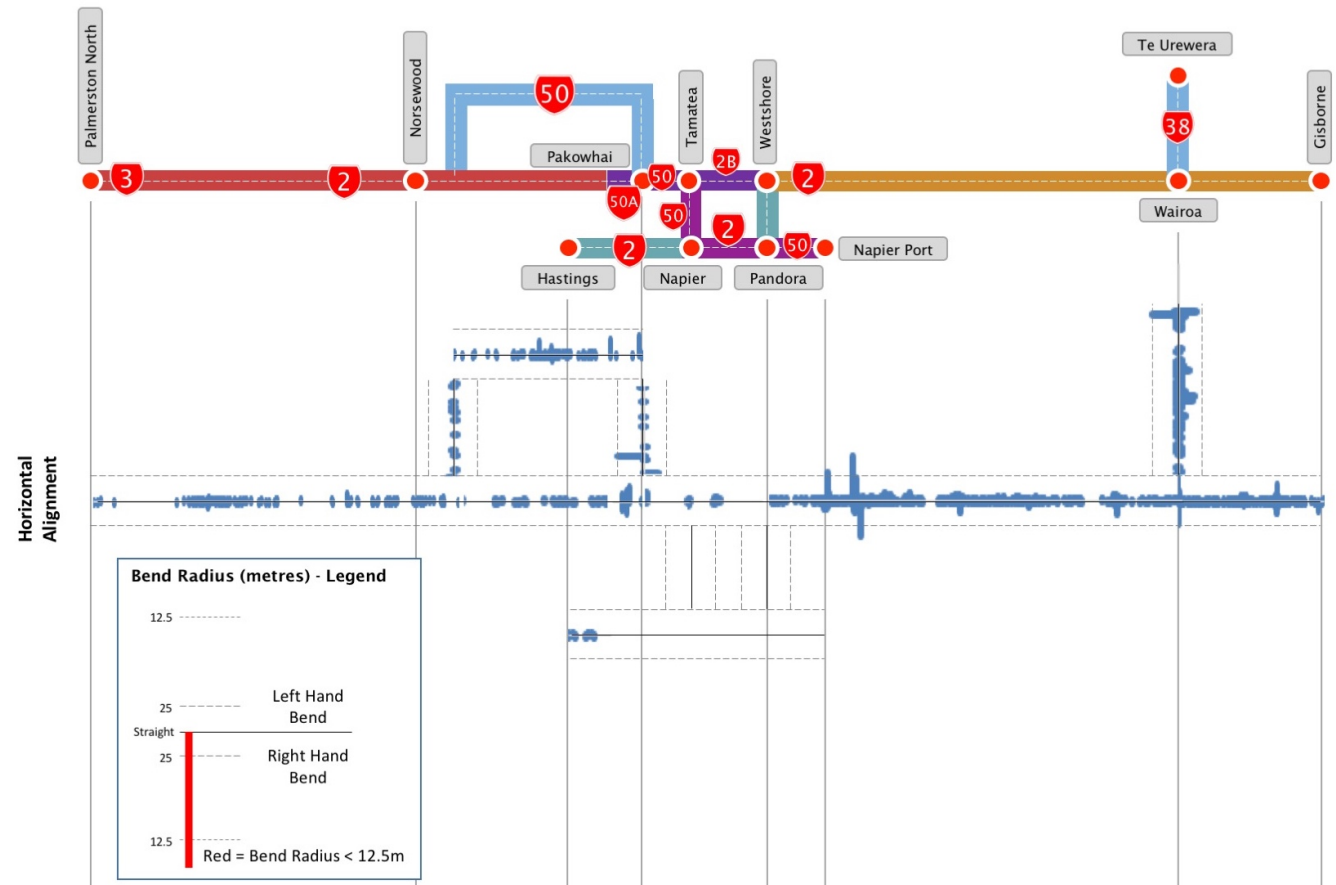 Palmerston North
Norsewood
50
Pakowhai
Tamatea
Westshore
Te Urewera
38
Gisborne
3
2
50
2B
2
50A
50
2
Wairoa
2
50
Napier Port
Hastings
Napier
Pandora
Horizontal
Alignment
Bend Radius (metres) - Legend
12.5
25
Left Hand
Bend
Straight
25
Right Hand
Bend
12.5
Red = Bend Radius < 12.5m